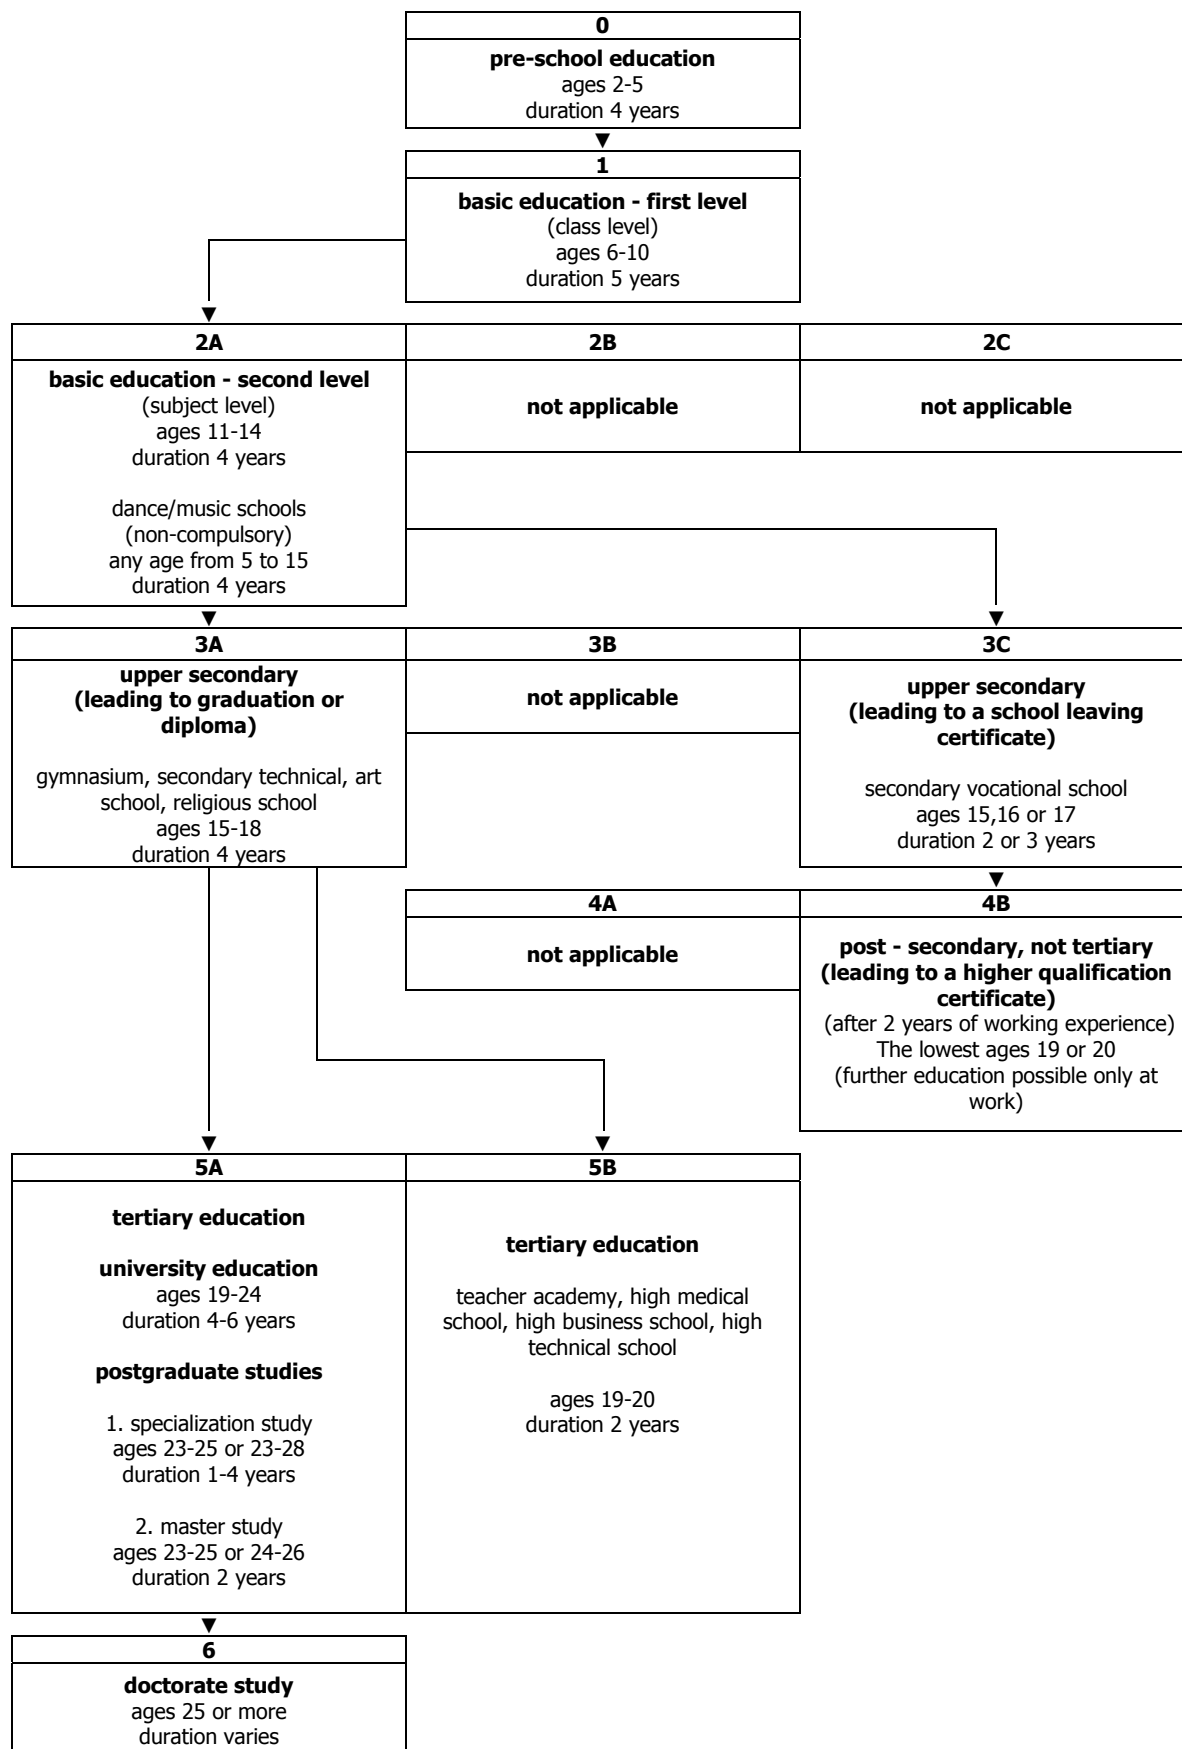 0
pre-school education
ages 2-5
duration 4 years
1
basic education - first level
(class level)
ages 6-10
duration 5 years
2A
2B
2C
basic education - second level
(subject level)
ages 11-14
duration 4 years
dance/music schools
(non-compulsory)
any age from 5 to 15
duration 4 years
not applicable
not applicable
3A
3B
3C
upper secondary
(leading to graduation or
diploma)
gymnasium, secondary technical, art
school, religious school
ages 15-18
duration 4 years
not applicable
upper secondary
(leading to a school leaving
certificate)
secondary vocational school
ages 15,16 or 17
duration 2 or 3 years
4A
4B
not applicable
post - secondary, not tertiary
(leading to a higher qualification
certificate)
(after 2 years of working experience)
The lowest ages 19 or 20
(further education possible only at
work)
5A
5B
tertiary education
university education
ages 19-24
duration 4-6 years
postgraduate studies
1. specialization study
ages 23-25 or 23-28
duration 1-4 years
2. master study
ages 23-25 or 24-26
duration 2 years
tertiary education
teacher academy, high medical
school, high business school, high
technical school
ages 19-20
duration 2 years
6
doctorate study
ages 25 or more
duration varies